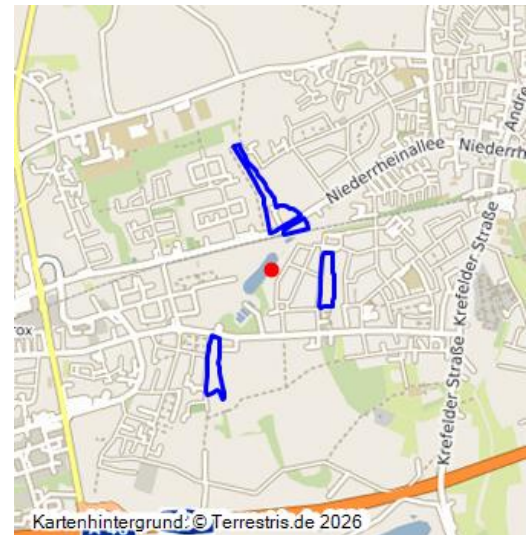 Andre
Niederrheinallee
Niederrh
Krefelder Straße
Krefelder Straße
rox
Kartenhintergrund: © Terrestris.de 2026